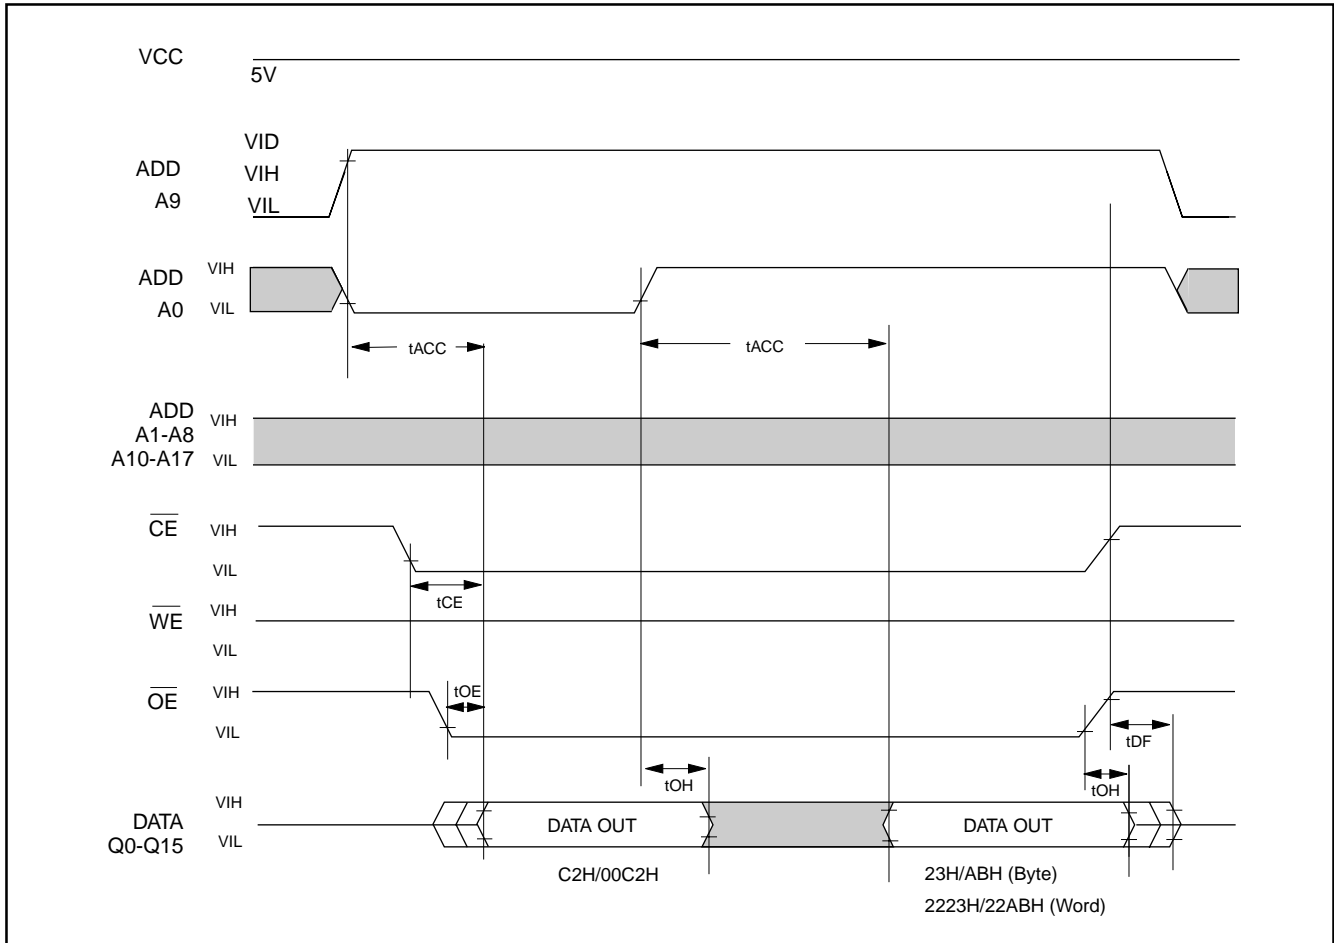 VCC
5V
VID
ADD
VIH
A9
VIL
ADD
VIH
A0
VIL
tACC
tACC
ADD
VIH
A1-A8
A10-A17
VIL
CE
VIH
VIL
tCE
WE
VIH
VIL
OE
VIH
tOE
VIL
tDF
tOH
tOH
VIH
DATA
Q0-Q15
VIL
DATA OUT
DATA OUT
C2H/00C2H
23H/ABH (Byte)
2223H/22ABH (Word)